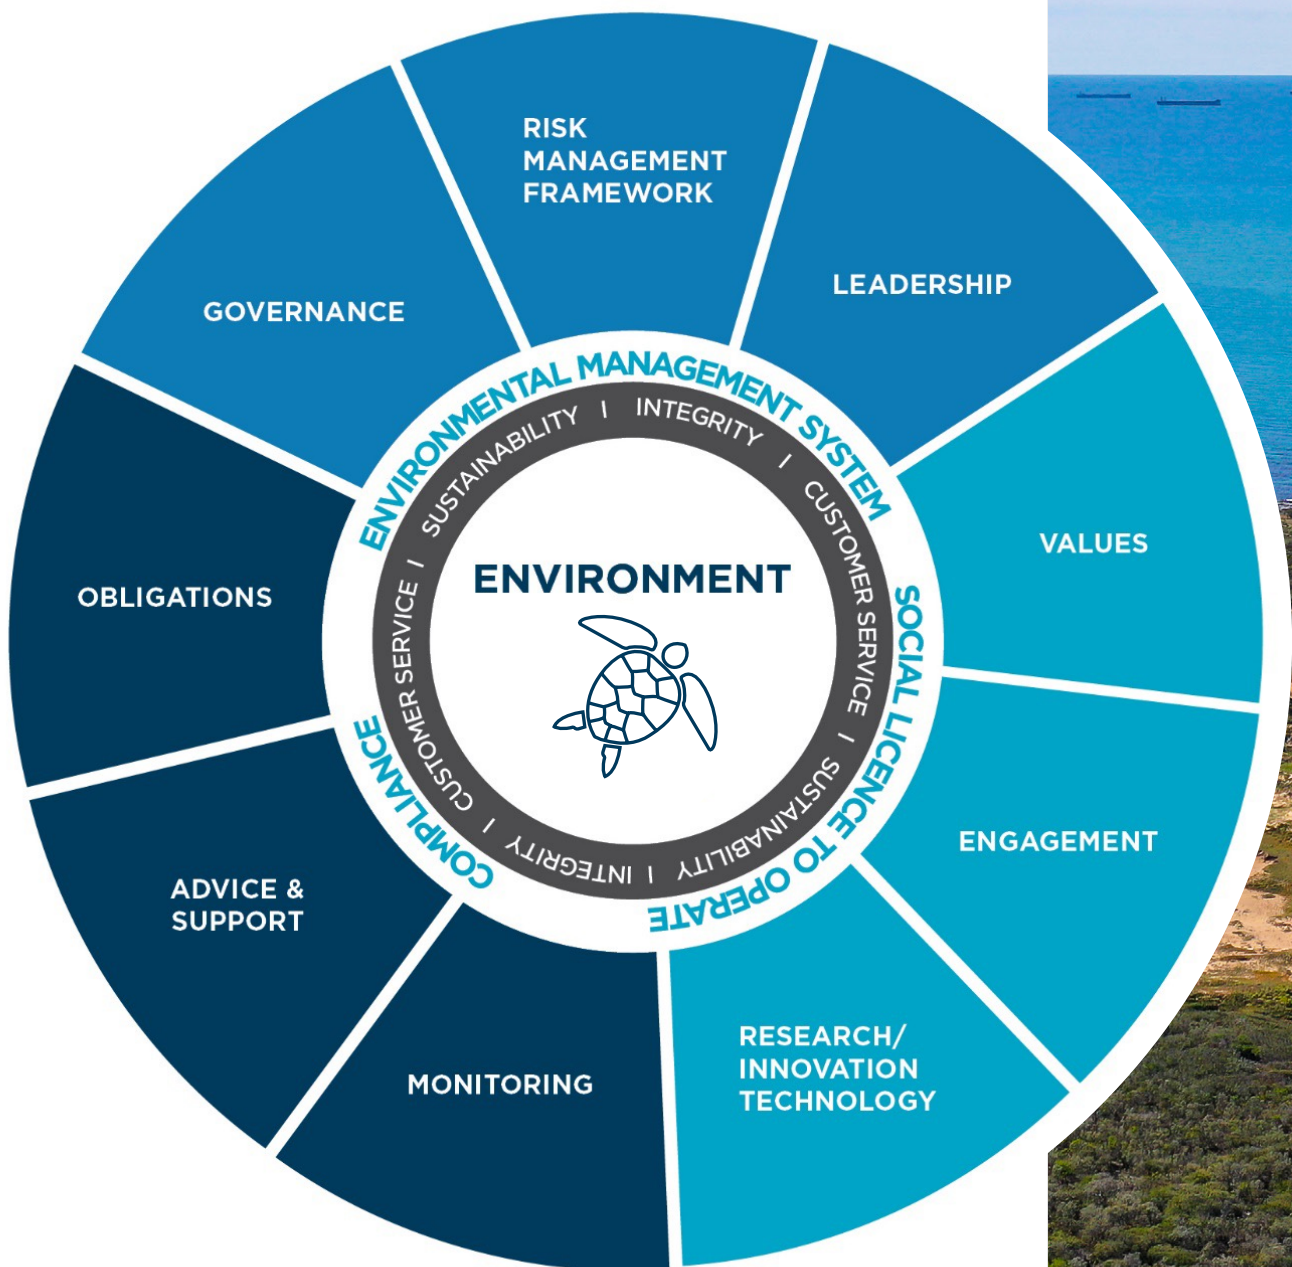 RISK
MANAGEMENT
FRAMEWORK
LEADERSHIP
GOVERNANCE
VALUES
OBLIGATIONS
ENGAGEMENT
ADVICE &
SUPPORT
RESEARCH/
INNOVATION
TECHNOLOGY
MONITORING
ENVIRONMENTAL MANAGEMENT SYSTEM
SOCIAL LICENCE TO OPERATE
COMPLIANCE
SUSTAINABILITY | INTEGRITY | CUSTOMER SERVICE | SUSTAINABILITY | INTEGRITY | CUSTOMER SERVICE |
ENVIRONMENT